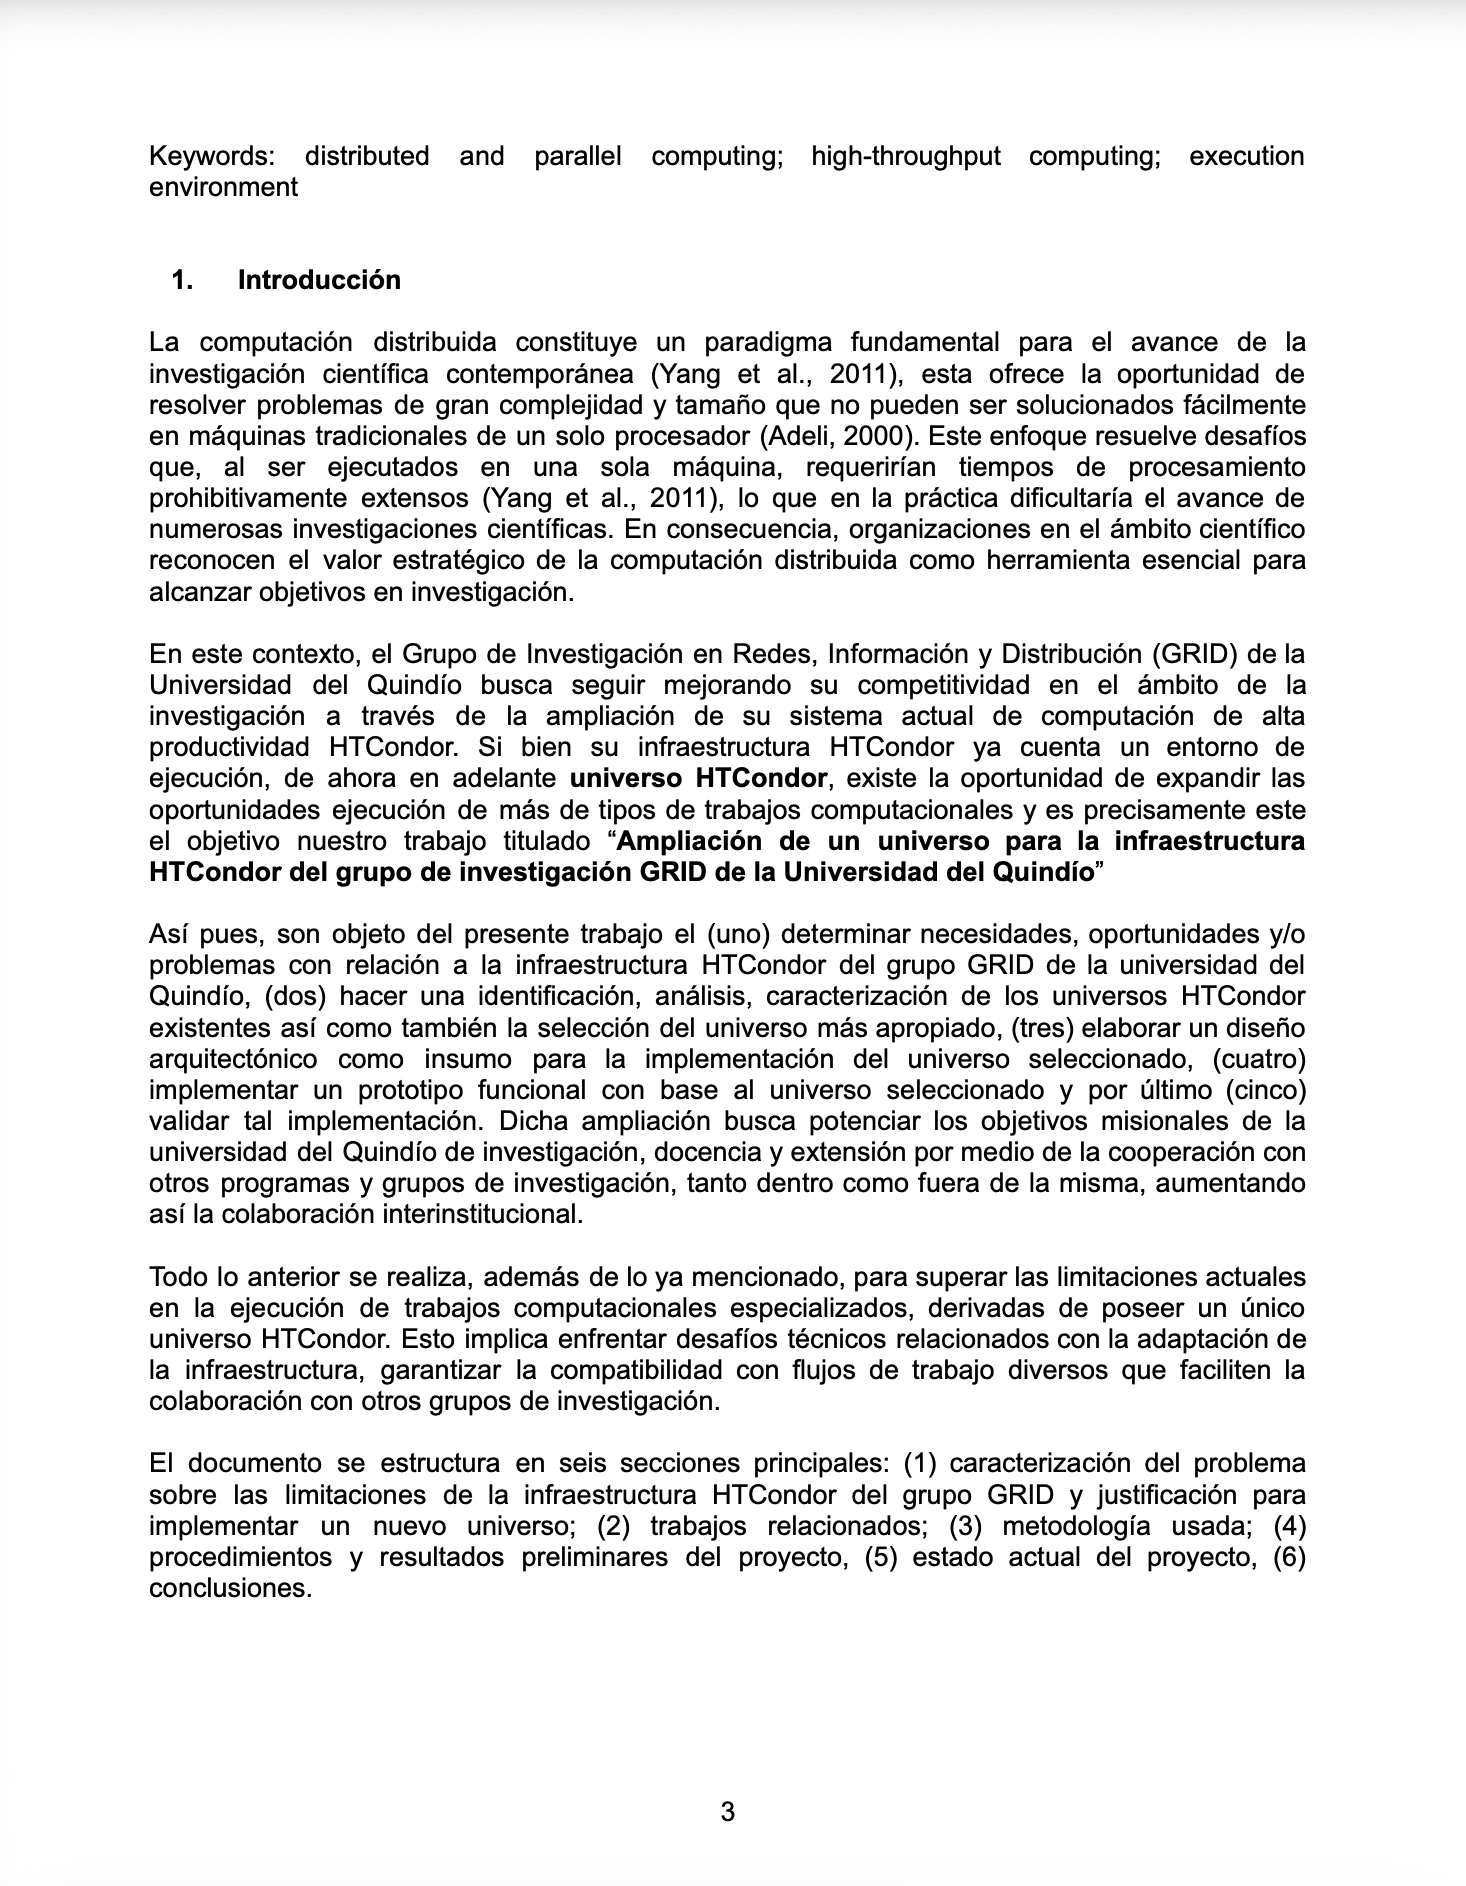 Keywords: distributed and parallel computing; high-throughput computing; execution
environment
1. Introducción
La computación distribuida constituye un paradigma fundamental para el avance de la
investigación científica contemporánea (Yang et al., 2011), esta ofrece la oportunidad de
resolver problemas de gran complejidad y tamaño que no pueden ser solucionados fácilmente
en máquinas tradicionales de un solo procesador (Adeli, 2000). Este enfoque resuelve desafíos
que, al ser ejecutados en una sola máquina, requerirían tiempos de procesamiento
prohibitivamente extensos (Yang et al., 2011), lo que en la práctica dificultaría el avance de
numerosas investigaciones científicas. En consecuencia, organizaciones en el ámbito científico
reconocen el valor estratégico de la computación distribuida como herramienta esencial para
alcanzar objetivos en investigación.
En este contexto, el Grupo de Investigación en Redes, Información y Distribución (GRID) de la
Universidad del Quindío busca seguir mejorando su competitividad en el ámbito de la
investigación a través de la ampliación de su sistema actual de computación de alta
productividad HTCondor. Si bien su infraestructura HTCondor ya cuenta un entorno de
ejecución, de ahora en adelante universo HTCondor, existe la oportunidad de expandir las
oportunidades ejecución de más de tipos de trabajos computacionales y es precisamente este
el objetivo nuestro trabajo titulado “Ampliación de un universo para la infraestructura
HTCondor del grupo de investigación GRID de la Universidad del Quindío”
Así pues, son objeto del presente trabajo el (uno) determinar necesidades, oportunidades y/o
problemas con relación a la infraestructura HTCondor del grupo GRID de la universidad del
Quindío, (dos) hacer una identificación, análisis, caracterización de los universos HTCondor
existentes así como también la selección del universo más apropiado, (tres) elaborar un diseño
arquitectónico como insumo para la implementación del universo seleccionado, (cuatro)
implementar un prototipo funcional con base al universo seleccionado y por último (cinco)
validar tal implementación. Dicha ampliación busca potenciar los objetivos misionales de la
universidad del Quindío de investigación, docencia y extensión por medio de la cooperación con
otros programas y grupos de investigación, tanto dentro como fuera de la misma, aumentando
así la colaboración interinstitucional.
Todo lo anterior se realiza, además de lo ya mencionado, para superar las limitaciones actuales
en la ejecución de trabajos computacionales especializados, derivadas de poseer un único
universo HTCondor. Esto implica enfrentar desafíos técnicos relacionados con la adaptación de
la infraestructura, garantizar la compatibilidad con flujos de trabajo diversos que faciliten la
colaboración con otros grupos de investigación.
El documento se estructura en seis secciones principales: (1) caracterización del problema
sobre las limitaciones de la infraestructura HTCondor del grupo GRID y justificación para
implementar un nuevo universo; (2) trabajos relacionados; (3) metodología usada; (4)
procedimientos y resultados preliminares del proyecto, (5) estado actual del proyecto, (6)
conclusiones.
3